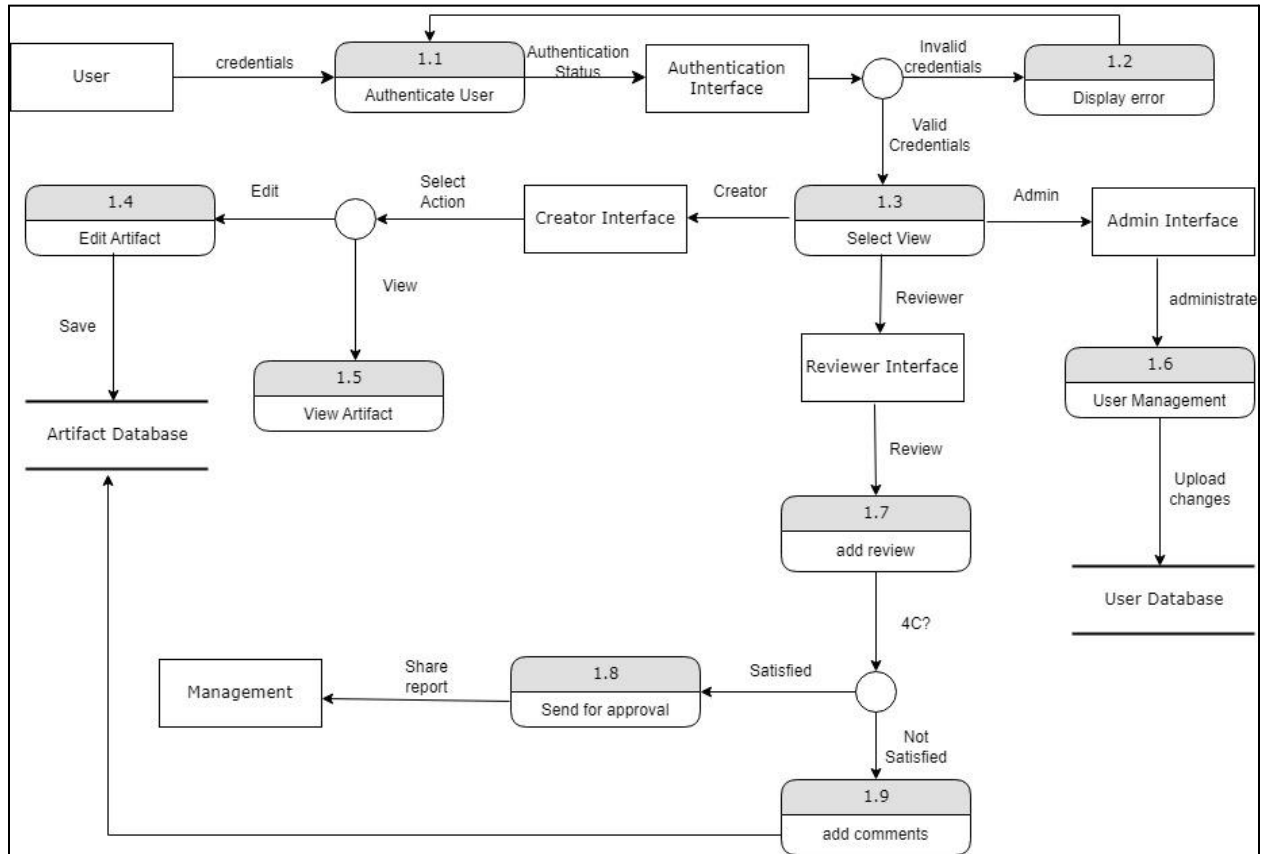 User
credentials
1.1
Authenticate User
Authentication
Status
Authentication
Interface
Invalid
credentials
1.2
Display error
Valid
Credentials
1.4
Edit Artifact
Edit
Select
Action
Creator Interface
Creator
1.3
Select View
Admin
Admin Interface
View
Reviewer
administrate
Save
1.5
View Artifact
Reviewer Interface
1.6
User Management
Artifact Database
Review
Upload
changes
1.7
add review
User Database
4C?
Management
Share
report
1.8
Send for approval
Satisfied
Not
Satisfied
1.9
add comments